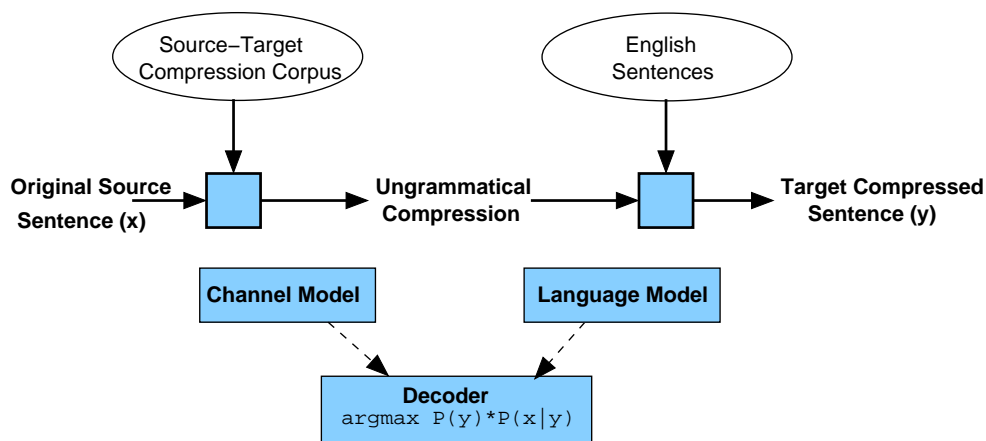 Source–Target
Compression Corpus
English
Sentences
Original Source
Sentence (x)
Ungrammatical
Compression
Target Compressed
Sentence (y)
Channel Model
Language Model
Decoder
argmax P(y)*P(x|y)